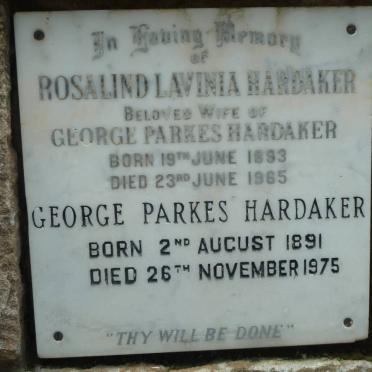 In Loving Memory
of
ROSALIND LAVINIA HARDAKER
BELOVED WIFE OF
GEORGE PARKES HARDAKER
BORN 19TH JUNE 1893
DIED 23RD JUNE 1965
GEORGE PARKES HARDAKER
BORN 2ND AUGUST 1891
DIED 26TH NOVEMBER 1975
"THY WILL BE DONE"